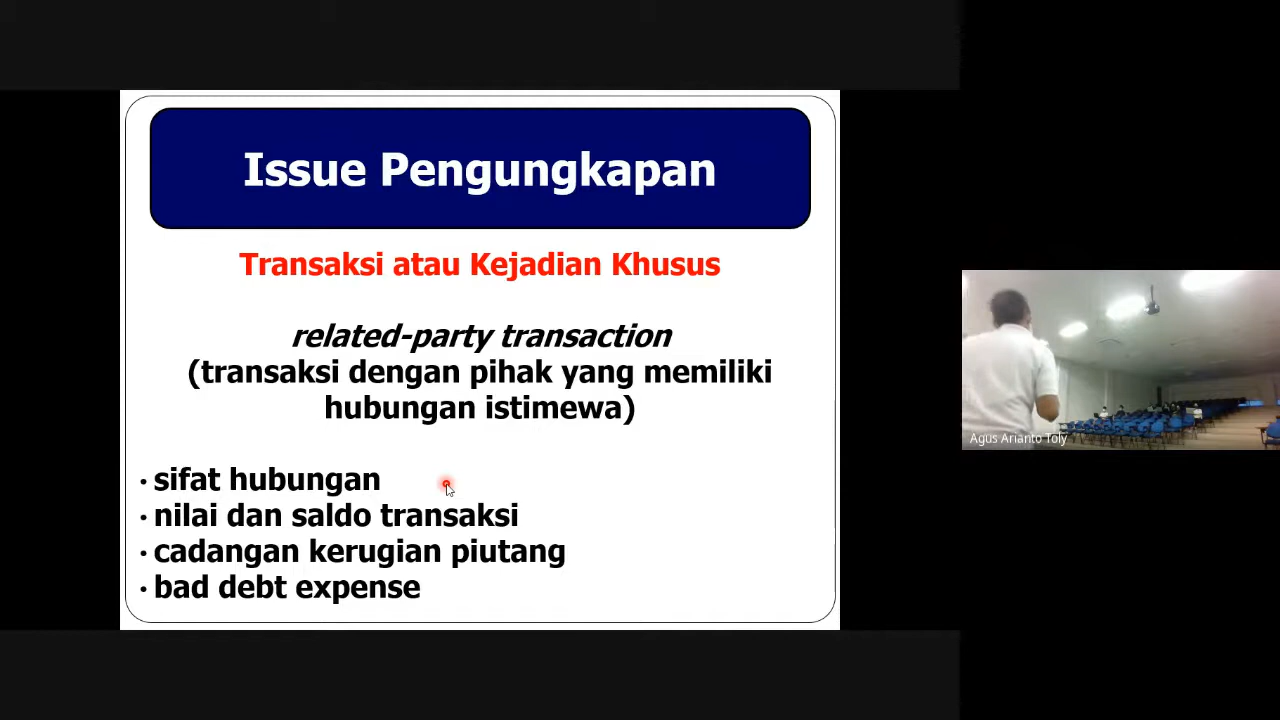 Issue Pengungkapan
Transaksi atau Kejadian Khusus
related-party transaction
(transaksi dengan pihak yang memiliki
hubungan istimewa)
• sifat hubungan
• nilai dan saldo transaksi
• cadangan kerugian piutang
• bad debt expense
Agus Arianto Toly